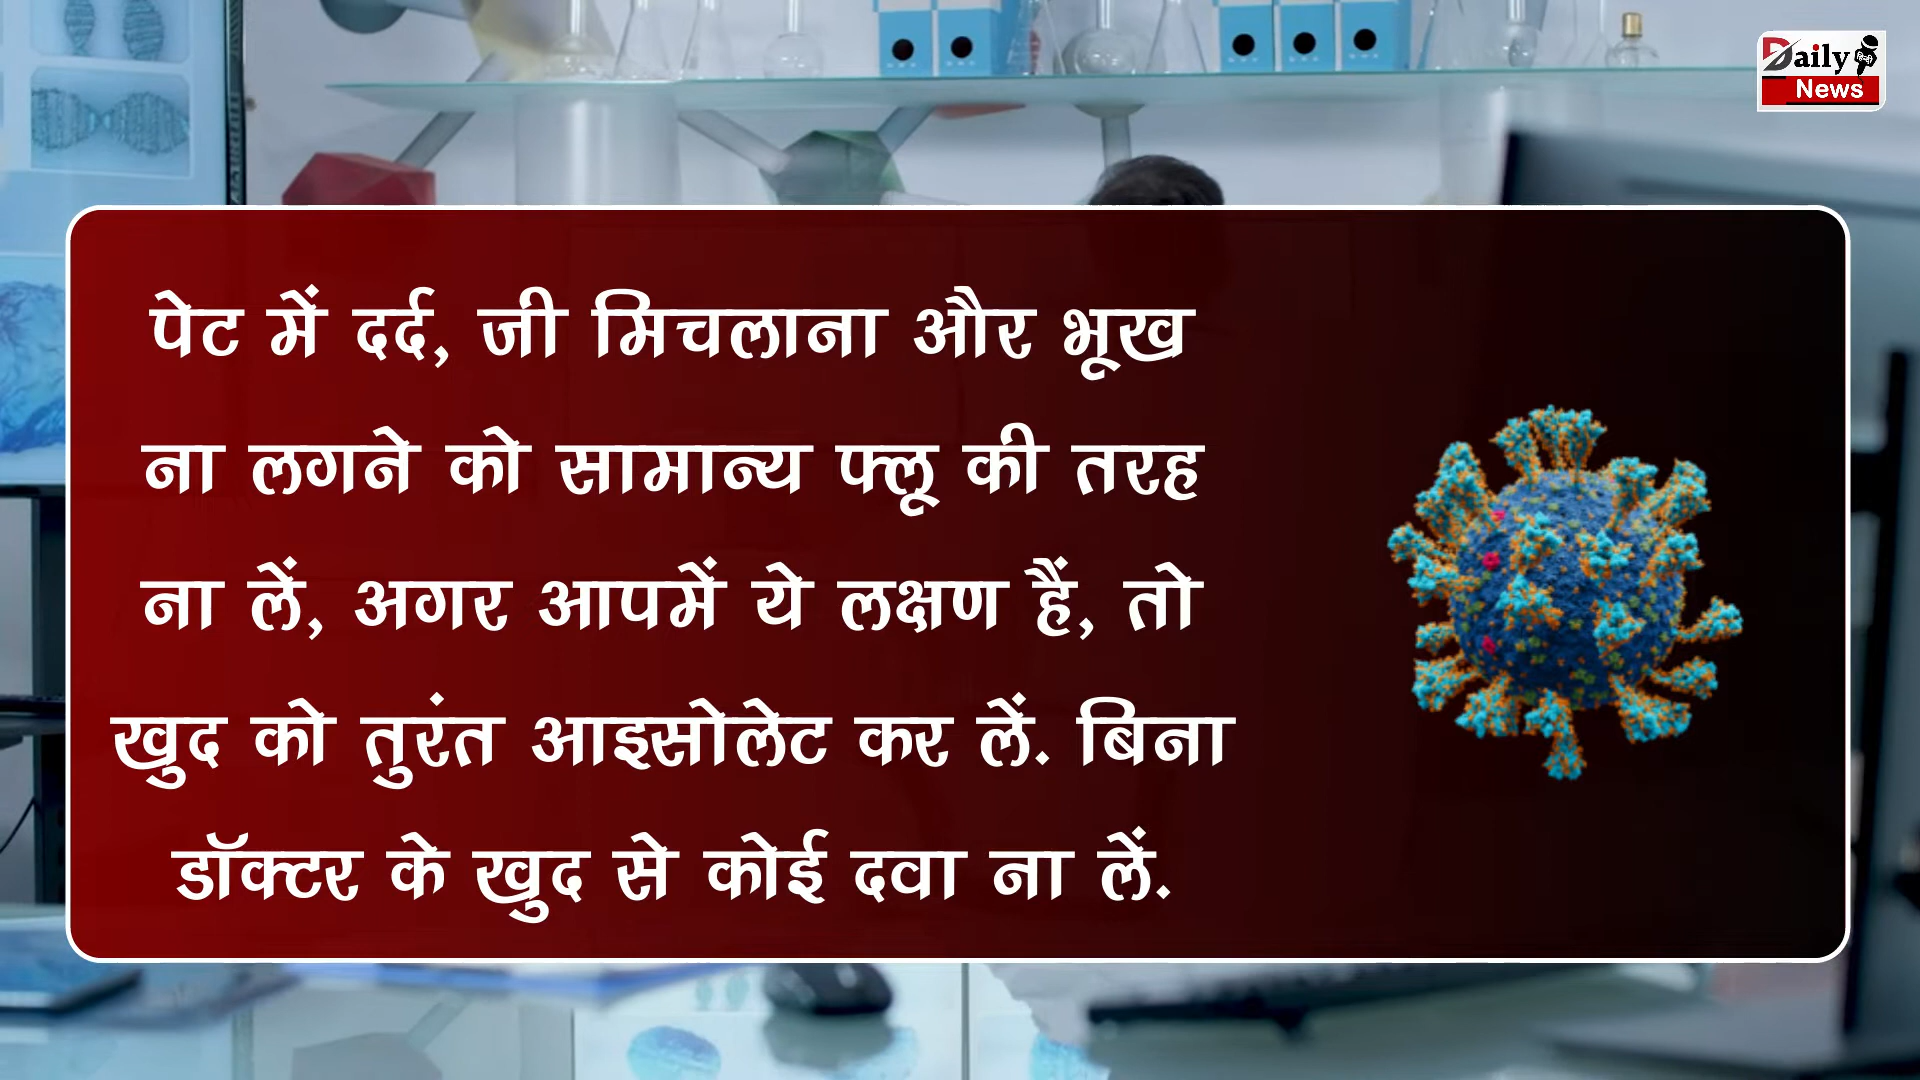 Daily
News
पेट में दर्द, जी मिचलाना और भूख
ना लगने को सामान्य फ्लू की तरह
ना लें, अगर आपमें ये लक्षण हैं, तो
खुद को तुरंत आइसोलेट कर लें. बिना
डॉक्टर के खुद से कोई दवा ना लें.